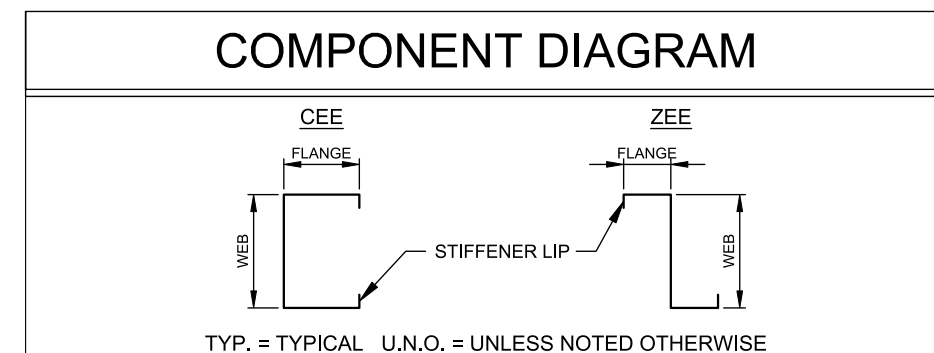 COMPONENT DIAGRAM
CEE
ZEE
FLANGE
FLANGE
WEB
STIFFENER LIP
WEB
TYP. = TYPICAL U.N.O. = UNLESS NOTED OTHERWISE